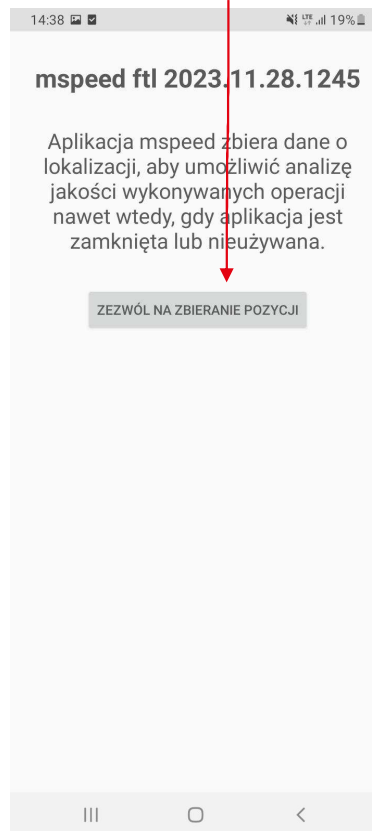 14:38 LTE 19%
mspeed ftl 2023.11.28.1245
Aplikacja mspeed zbiera dane o
lokalizacji, aby umożliwić analizę
jakości wykonywanych operacji
nawet wtedy, gdy aplikacja jest
zamknięta lub nieużywana.
ZEZWÓL NA ZBIERANIE POZYCJI